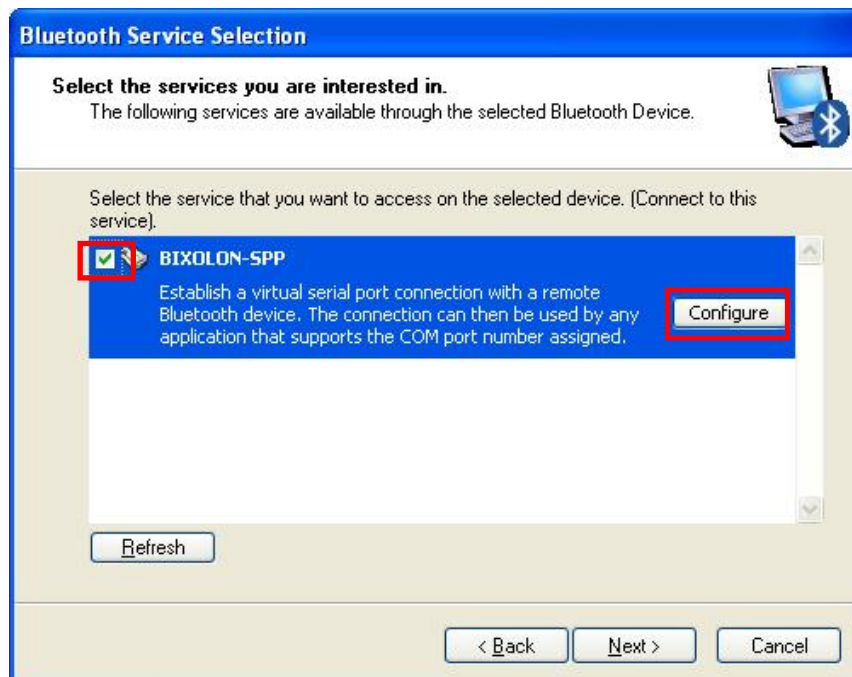 Bluetooth Service Selection
Select the services you are interested in.
The following services are available through the selected Bluetooth Device.
Select the service that you want to access on the selected device. (Connect to this
service).
BIXOLON-SPP
Establish a virtual serial port connection with a remote
Bluetooth device. The connection can then be used by any
application that supports the COM port number assigned.
Configure
Refresh
< Back
Next >
Cancel